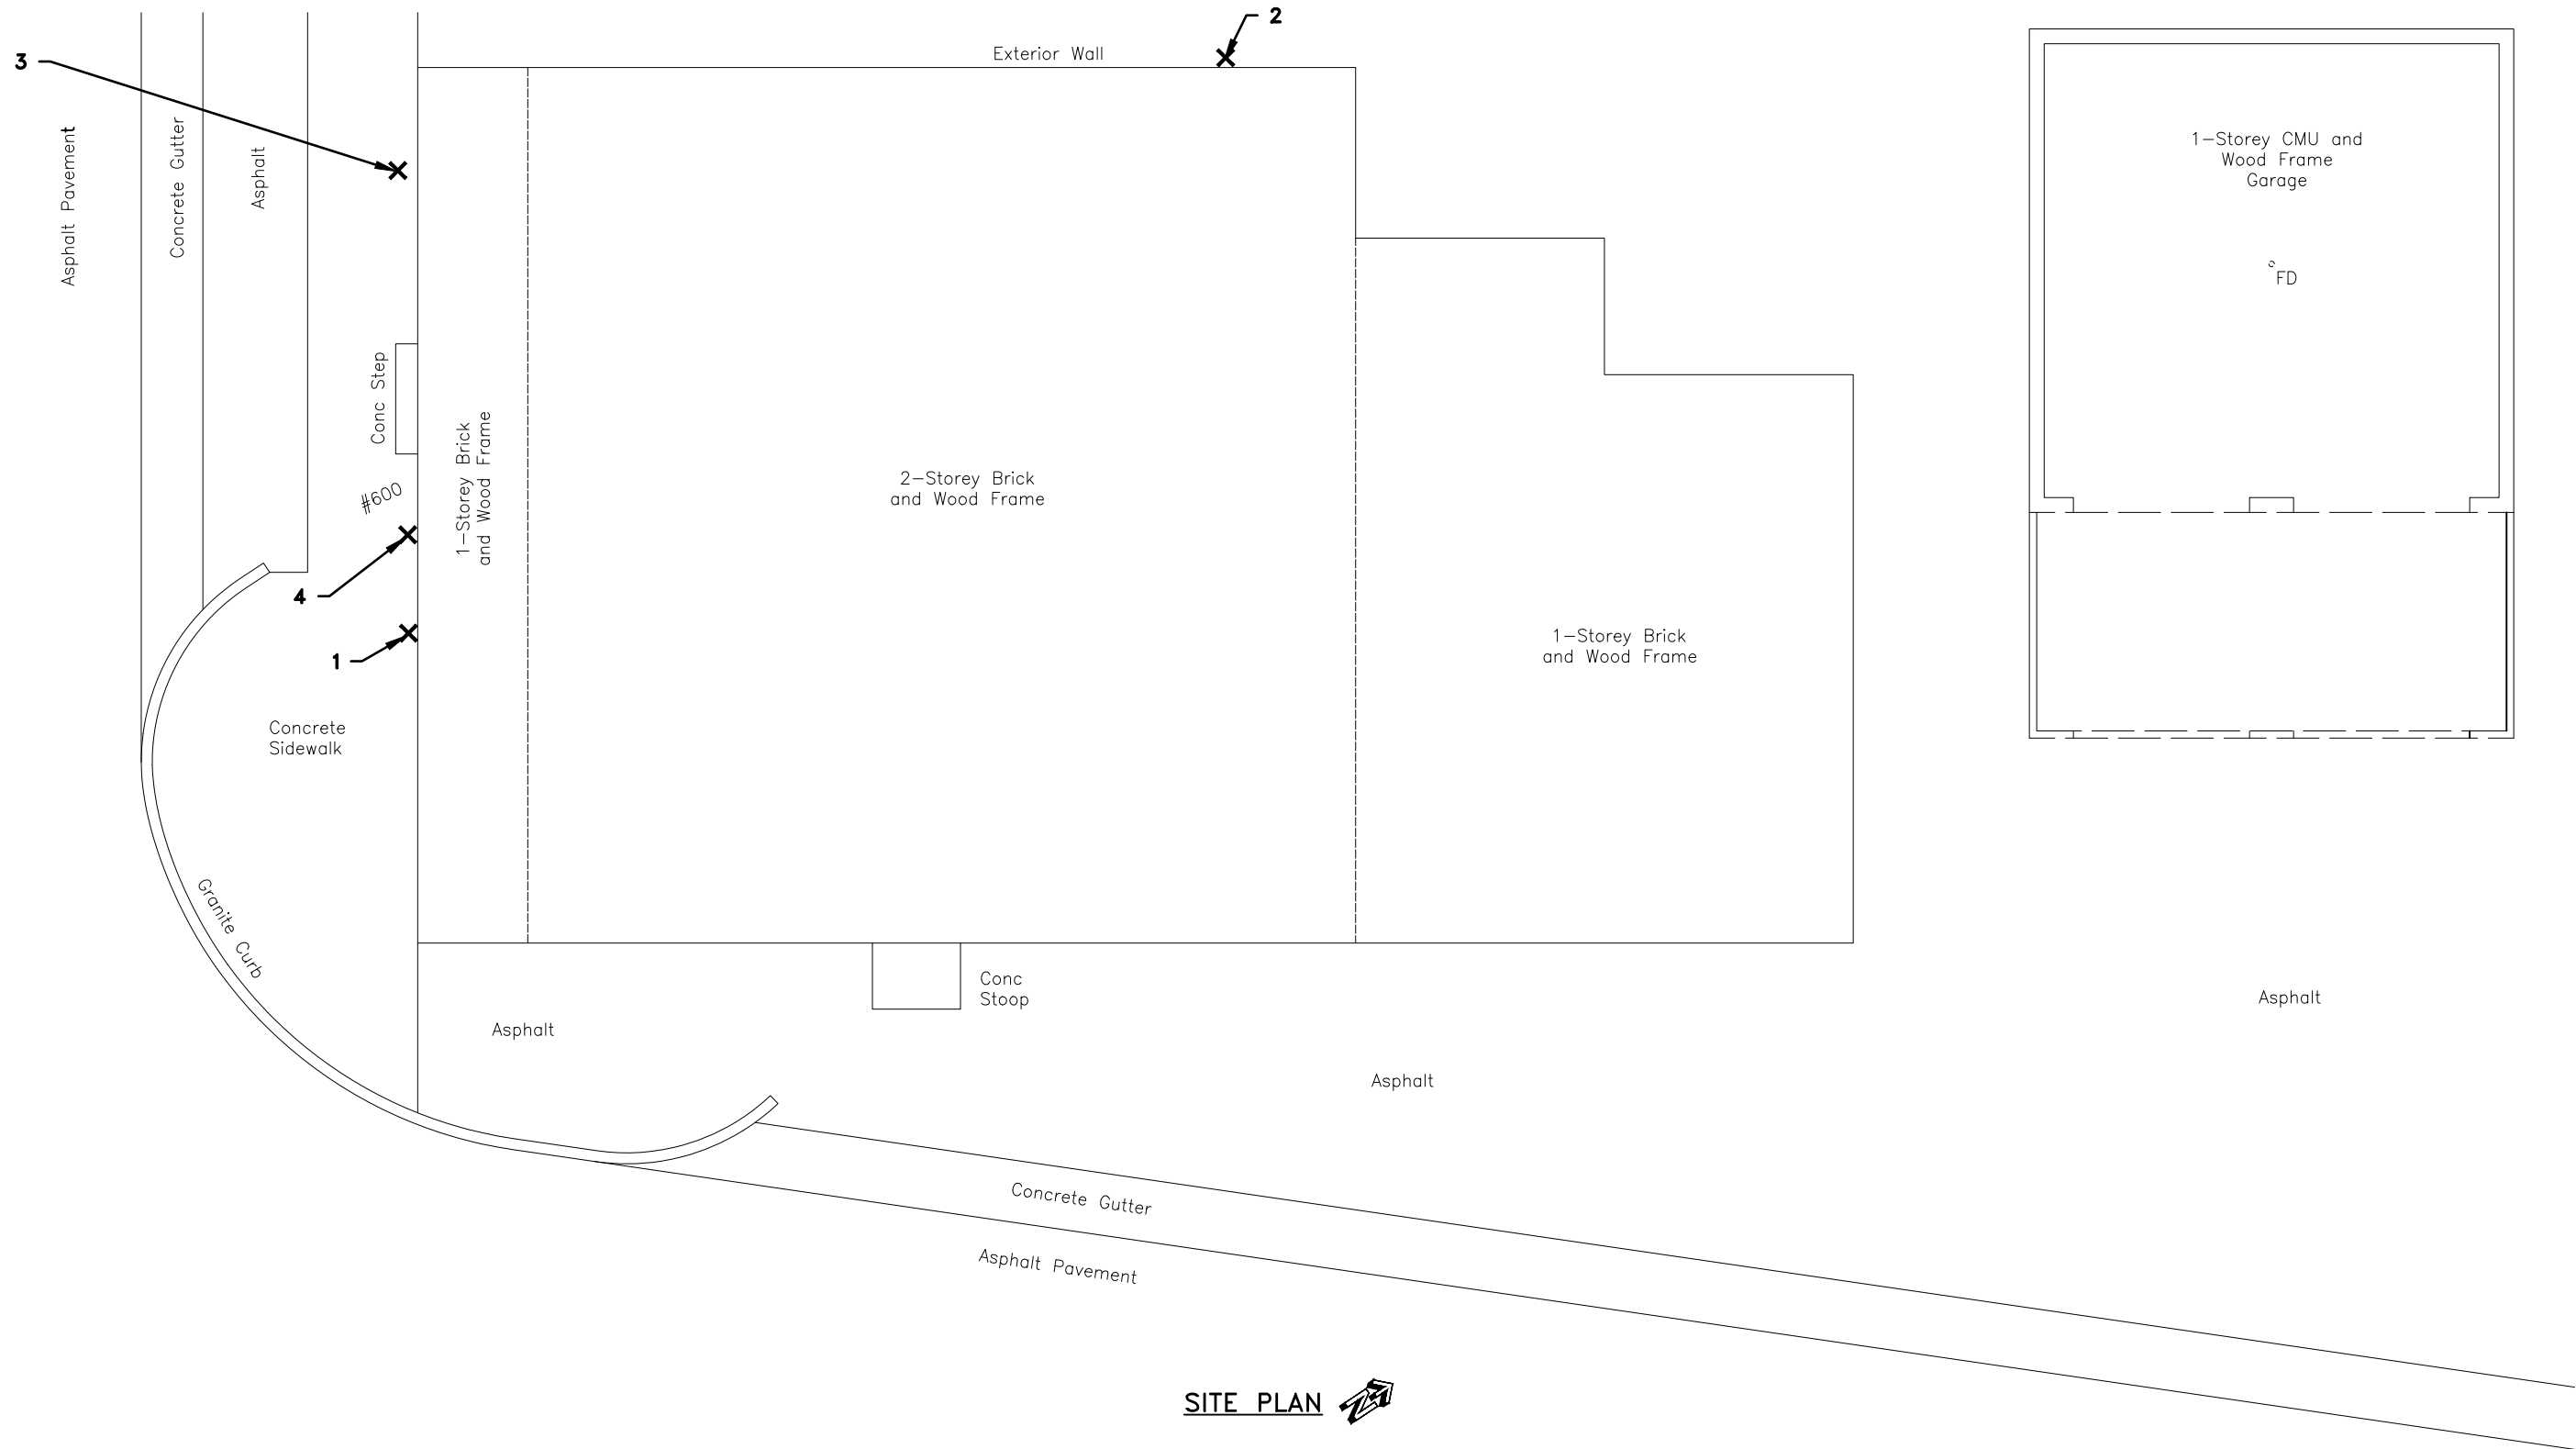 2
3
Exterior Wall
Asphalt Pavement
Concrete Gutter
Asphalt
1-Storey CMU and
Wood Frame
Garage
FD
Conc Step
#600
1-Storey Brick
and Wood Frame
2-Storey Brick
and Wood Frame
4
1
1-Storey Brick
and Wood Frame
Concrete
Sidewalk
Granite Curb
Conc
Stoop
Asphalt
Asphalt
Asphalt
Concrete Gutter
Asphalt Pavement
SITE PLAN
N